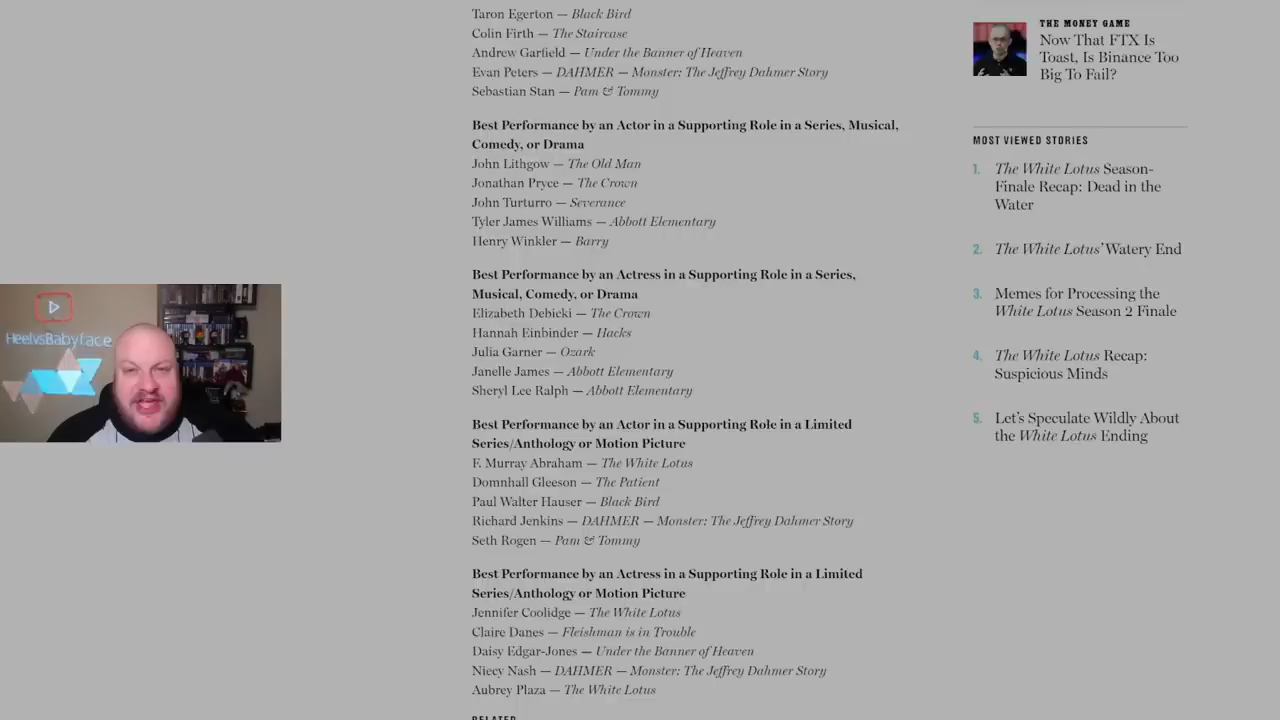 Taron Egerton — Black Bird
Colin Firth — The Staircase
Andrew Garfield — Under the Banner of Heaven
Evan Peters — DAHMER — Monster: The Jeffrey Dahmer Story
Sebastian Stan — Pam & Tommy
Best Performance by an Actor in a Supporting Role in a Series, Musical,
Comedy, or Drama
John Lithgow — The Old Man
Jonathan Pryce — The Crown
John Turturro — Severance
Tyler James Williams — Abbott Elementary
Henry Winkler — Barry
Best Performance by an Actress in a Supporting Role in a Series,
Musical, Comedy, or Drama
Elizabeth Debicki — The Crown
Hannah Einbinder — Hacks
Julia Garner — Ozark
Janelle James — Abbott Elementary
Sheryl Lee Ralph — Abbott Elementary
Best Performance by an Actor in a Supporting Role in a Limited
Series/Anthology or Motion Picture
F. Murray Abraham — The White Lotus
Domnhall Gleeson — The Patient
Paul Walter Hauser — Black Bird
Richard Jenkins — DAHMER — Monster: The Jeffrey Dahmer Story
Seth Rogen — Pam & Tommy
Best Performance by an Actress in a Supporting Role in a Limited
Series/Anthology or Motion Picture
Jennifer Coolidge — The White Lotus
Claire Danes — Fleishman is in Trouble
Daisy Edgar-Jones — Under the Banner of Heaven
Niecy Nash — DAHMER — Monster: The Jeffrey Dahmer Story
Aubrey Plaza — The White Lotus
RELATED
THE MONEY GAME
Now That FTX Is
Toast, Is Binance Too
Big To Fail?
MOST VIEWED STORIES
1. The White Lotus Season-
Finale Recap: Dead in the
Water
2. The White Lotus' Watery End
3. Memes for Processing the
White Lotus Season 2 Finale
4. The White Lotus Recap:
Suspicious Minds
5. Let's Speculate Wildly About
the White Lotus Ending
HeelvsBabyface